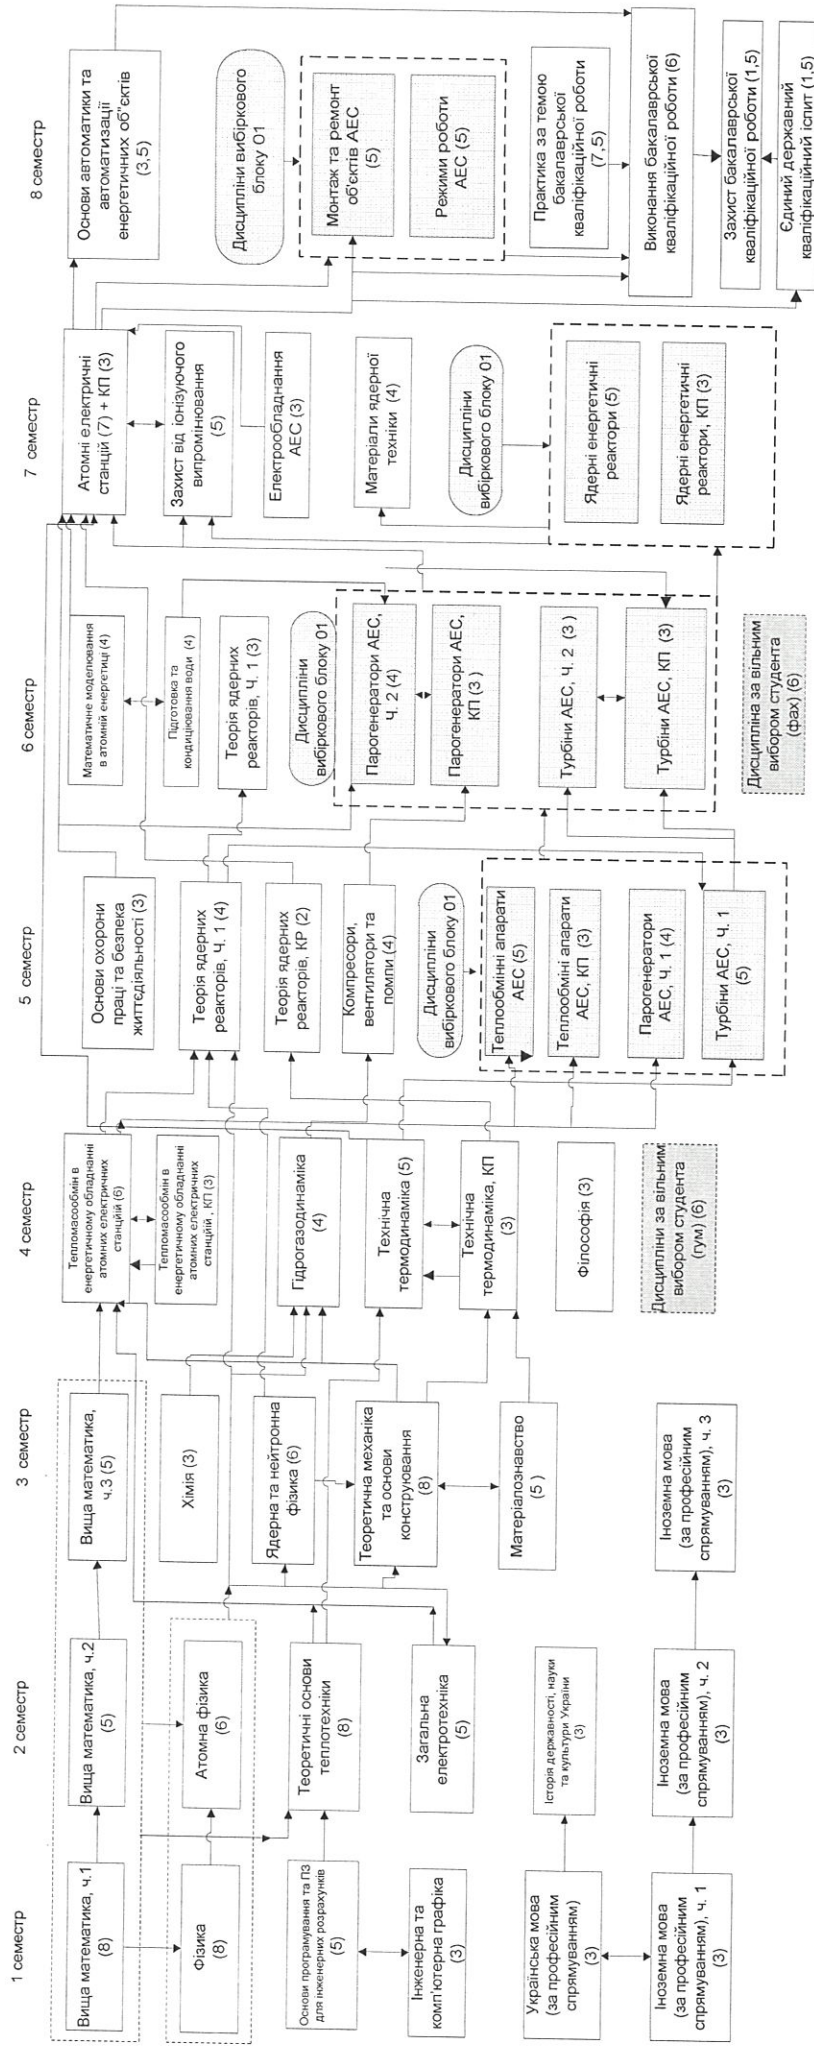 1 семестр
Вища математика, ч.1
(8)
Фізика
(8)
Основи програмування та ПЗ
для інженерних розрахунків
(5)
Інженерна та
комп'ютерна графіка
(3)
Українська мова
(за професійним
спрямуванням)
(3)
Іноземна мова
(за професійним
спрямуванням), ч. 1
(3)
2 семестр
Вища математика, ч.2
(5)
Атомна фізика
(6)
Теоретичні основи
теплотехніки
(8)
Загальна
електротехніка
(5)
Історія державності, науки
та культури України
(3)
Іноземна мова
(за професійним
спрямуванням), ч. 2
(3)
3 семестр
Вища математика,
ч.3 (5)
Хімія (3)
Ядерна та нейтронна
фізика (6)
Теоретична механіка
та основи
конструювання
(8)
Матеріалознавство
(5)
Іноземна мова
(за професійним
спрямуванням), ч. 3
(3)
4 семестр
Тепломасообмін в
енергетичному обладнанні
атомних електричних
станцій (6)
Тепломасообмін в
енергетичному обладнанні
атомних електричних
станцій , КП (3)
Гідрогазодинаміка
(4)
Технічна
термодинаміка (5)
Технічна
термодинаміка, КП
(3)
Філософія (3)
Дисципліни за вільним
вибором студента
(гум) (6)
5 семестр
Основи охорони
праці та безпека
життєдіяльності (3)
Теорія ядерних
реакторів, Ч. 1 (4)
Теорія ядерних
реакторів, КР (2)
Компресори,
вентилятори та
помпи (4)
Дисципліни
вибіркового блоку 01
Теплообмінні апарати
АЕС (5)
Теплообміні апарати
АЕС, КП (3)
Парогенератори
АЕС, Ч. 1 (4)
Турбіни АЕС, Ч. 1
(5)
6 семестр
Математичне моделювання
в атомній енергетиці (4)
Підготовка та
кондиціювання води (4)
Теорія ядерних
реакторів, Ч. 1 (3)
Дисципліни
вибіркового блоку 01
Парогенератори АЕС,
Ч. 2 (4)
Парогенератори АЕС,
КП (3 )
Турбіни АЕС, Ч. 2 (3 )
Турбіни АЕС, КП (3)
Дисципліна за вільним
вибором студента
(фах) (6)
7 семестр
Атомні електричні
станцій (7) + КП (3)
Захист від іонізуючого
випромінювання
(5)
Електрообладнання
АЕС (3)
Матеріали ядерної
техніки (4)
Дисципліни
вибіркового блоку 01
Ядерні енергетичні
реактори (5)
Ядерні енергетичні
реактори, КП (3)
8 семестр
Основи автоматики та
автоматизації
енергетичних об"єктів
(3,5)
Дисципліни вибіркового
блоку 01
Монтаж та ремонт
об'єктів АЕС
(5)
Режими роботи
АЕС (5)
Практика за темою
бакалаврської
кваліфікаційної роботи
(7,5)
Виконання бакалаврської
кваліфікаційної роботи (6)
Захист бакалаврської
кваліфікаційної роботи (1,5)
Єдиний державний
кваліфікаційний іспит (1,5)